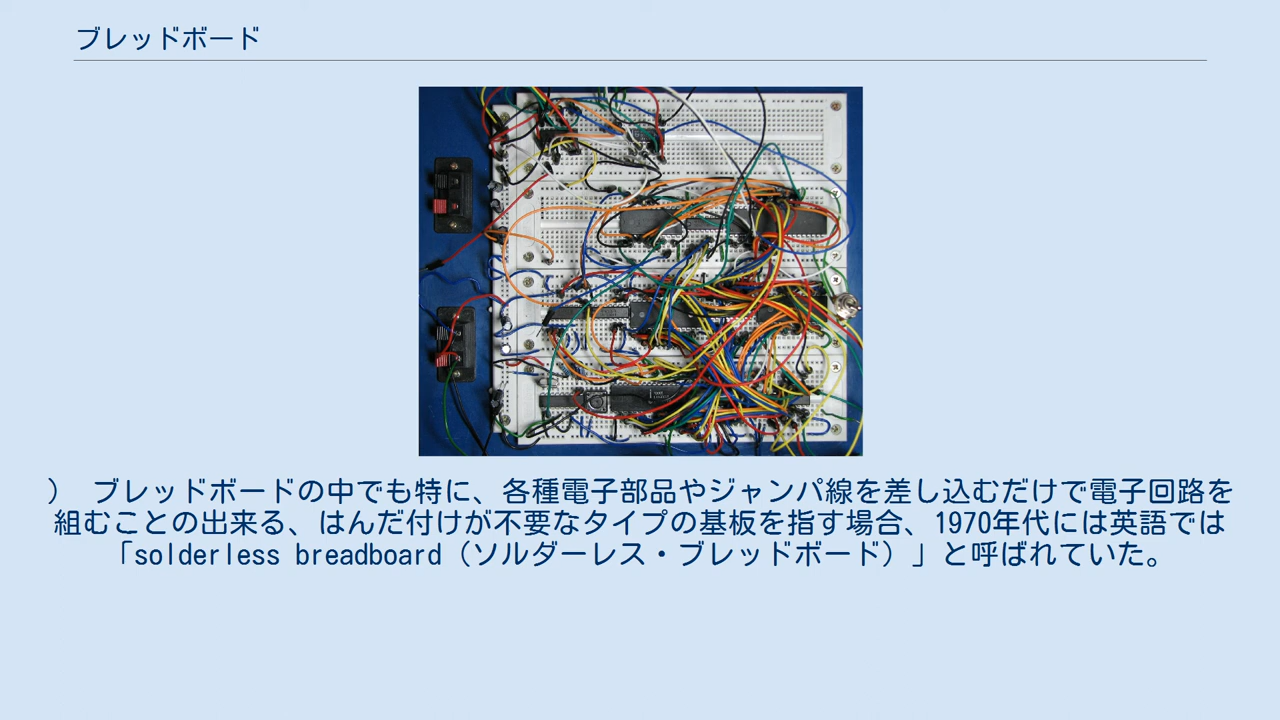 ブレッドボード
） ブレッドボードの中でも特に、各種電子部品やジャンパ線を差し込むだけで電子回路を
組むことの出来る、はんだ付けが不要なタイプの基板を指す場合、1970年代には英語では
「solderless breadboard（ソルダーレス・ブレッドボード）」と呼ばれていた。